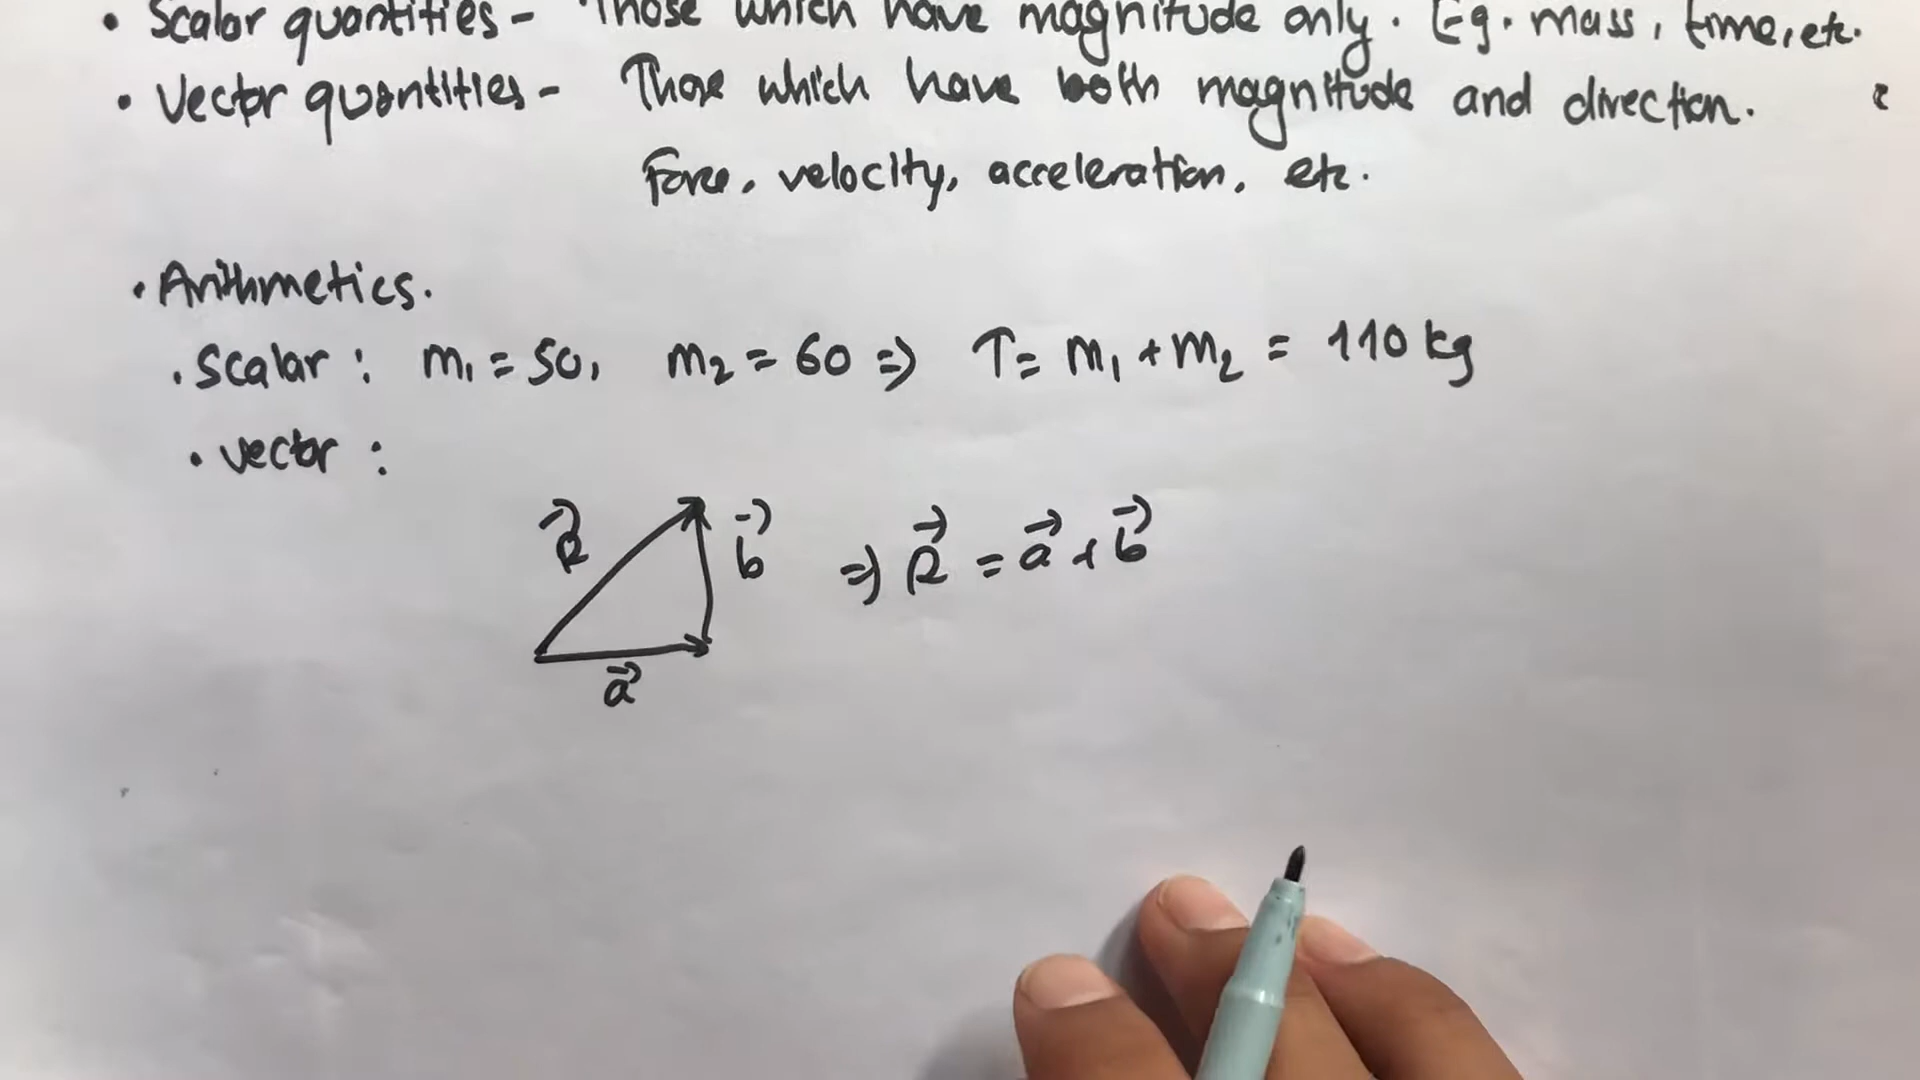 • Scalar quantities - Those which have magnitude only. Eg. mass, time, etc.
• Vector quantities - Those which have both magnitude and direction.
Force, velocity, acceleration, etc.
• Arithmetics.
• Scalar : m₁ = 50, m₂ = 60 ⇒ T = m₁ + m₂ = 110 kg
• vector :
R⃗ b⃗ ⇒ R⃗ = a⃗ + b⃗
a⃗